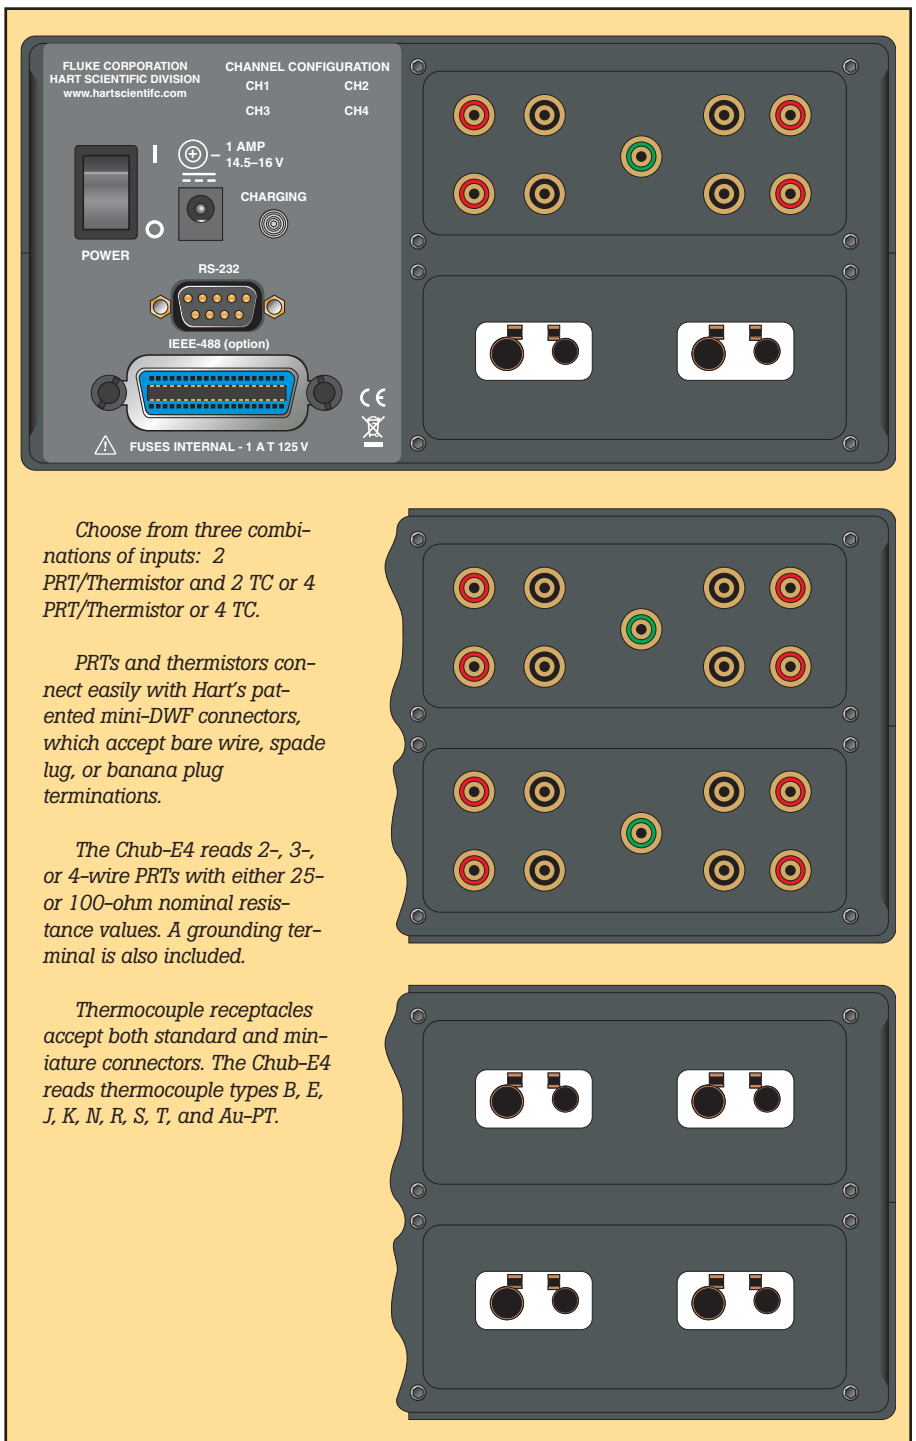 FLUKE CORPORATION
HART SCIENTIFIC DIVISION
www.hartscientifc.com
CHANNEL CONFIGURATION
CH1 CH2
CH3 CH4
1 AMP
14.5–16 V
CHARGING
POWER
RS-232
IEEE-488 (option)
CE
FUSES INTERNAL - 1 A T 125 V
Choose from three combi-
nations of inputs: 2
PRT/Thermistor and 2 TC or 4
PRT/Thermistor or 4 TC.
PRTs and thermistors con-
nect easily with Hart's pat-
ented mini-DWF connectors,
which accept bare wire, spade
lug, or banana plug
terminations.
The Chub-E4 reads 2-, 3-,
or 4-wire PRTs with either 25-
or 100-ohm nominal resis-
tance values. A grounding ter-
minal is also included.
Thermocouple receptacles
accept both standard and min-
iature connectors. The Chub-E4
reads thermocouple types B, E,
J, K, N, R, S, T, and Au-PT.